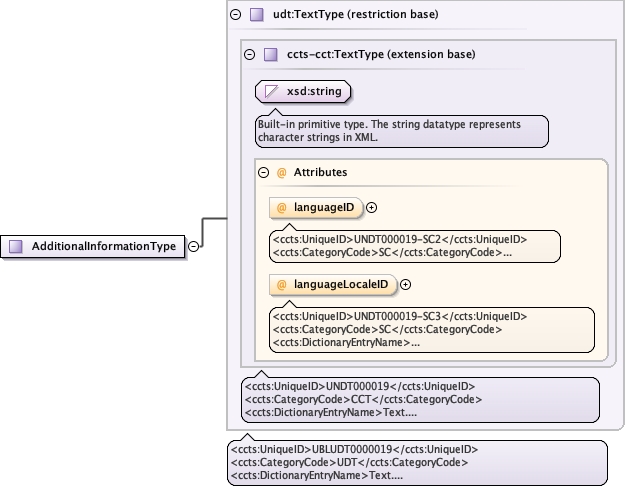 udt:TextType (restriction base)
ccts-cct:TextType (extension base)
xsd:string
Built-in primitive type. The string datatype represents
character strings in XML.
@ Attributes
@ languageID
<ccts:UniqueID>UNDT000019-SC2</ccts:UniqueID>
<ccts:CategoryCode>SC</ccts:CategoryCode>...
@ languageLocaleID
<ccts:UniqueID>UNDT000019-SC3</ccts:UniqueID>
<ccts:CategoryCode>SC</ccts:CategoryCode>
<ccts:DictionaryEntryName>...
AdditionalInformationType
<ccts:UniqueID>UNDT000019</ccts:UniqueID>
<ccts:CategoryCode>CCT</ccts:CategoryCode>
<ccts:DictionaryEntryName>Text....
<ccts:UniqueID>UBLUDT0000019</ccts:UniqueID>
<ccts:CategoryCode>UDT</ccts:CategoryCode>
<ccts:DictionaryEntryName>Text....